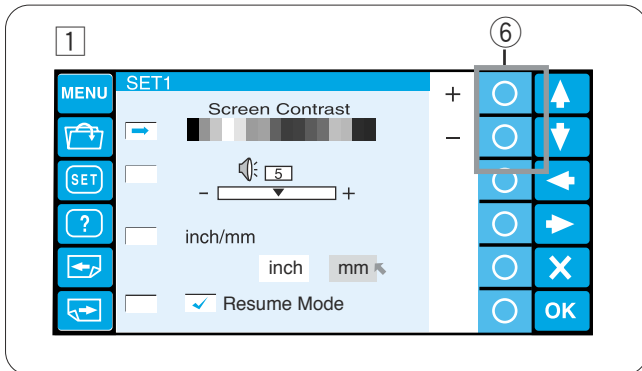 1
⑥
MENU
SET1
+
Screen Contrast
−
SET
5
− +
?
inch/mm
inch mm
✓ Resume Mode
X
OK